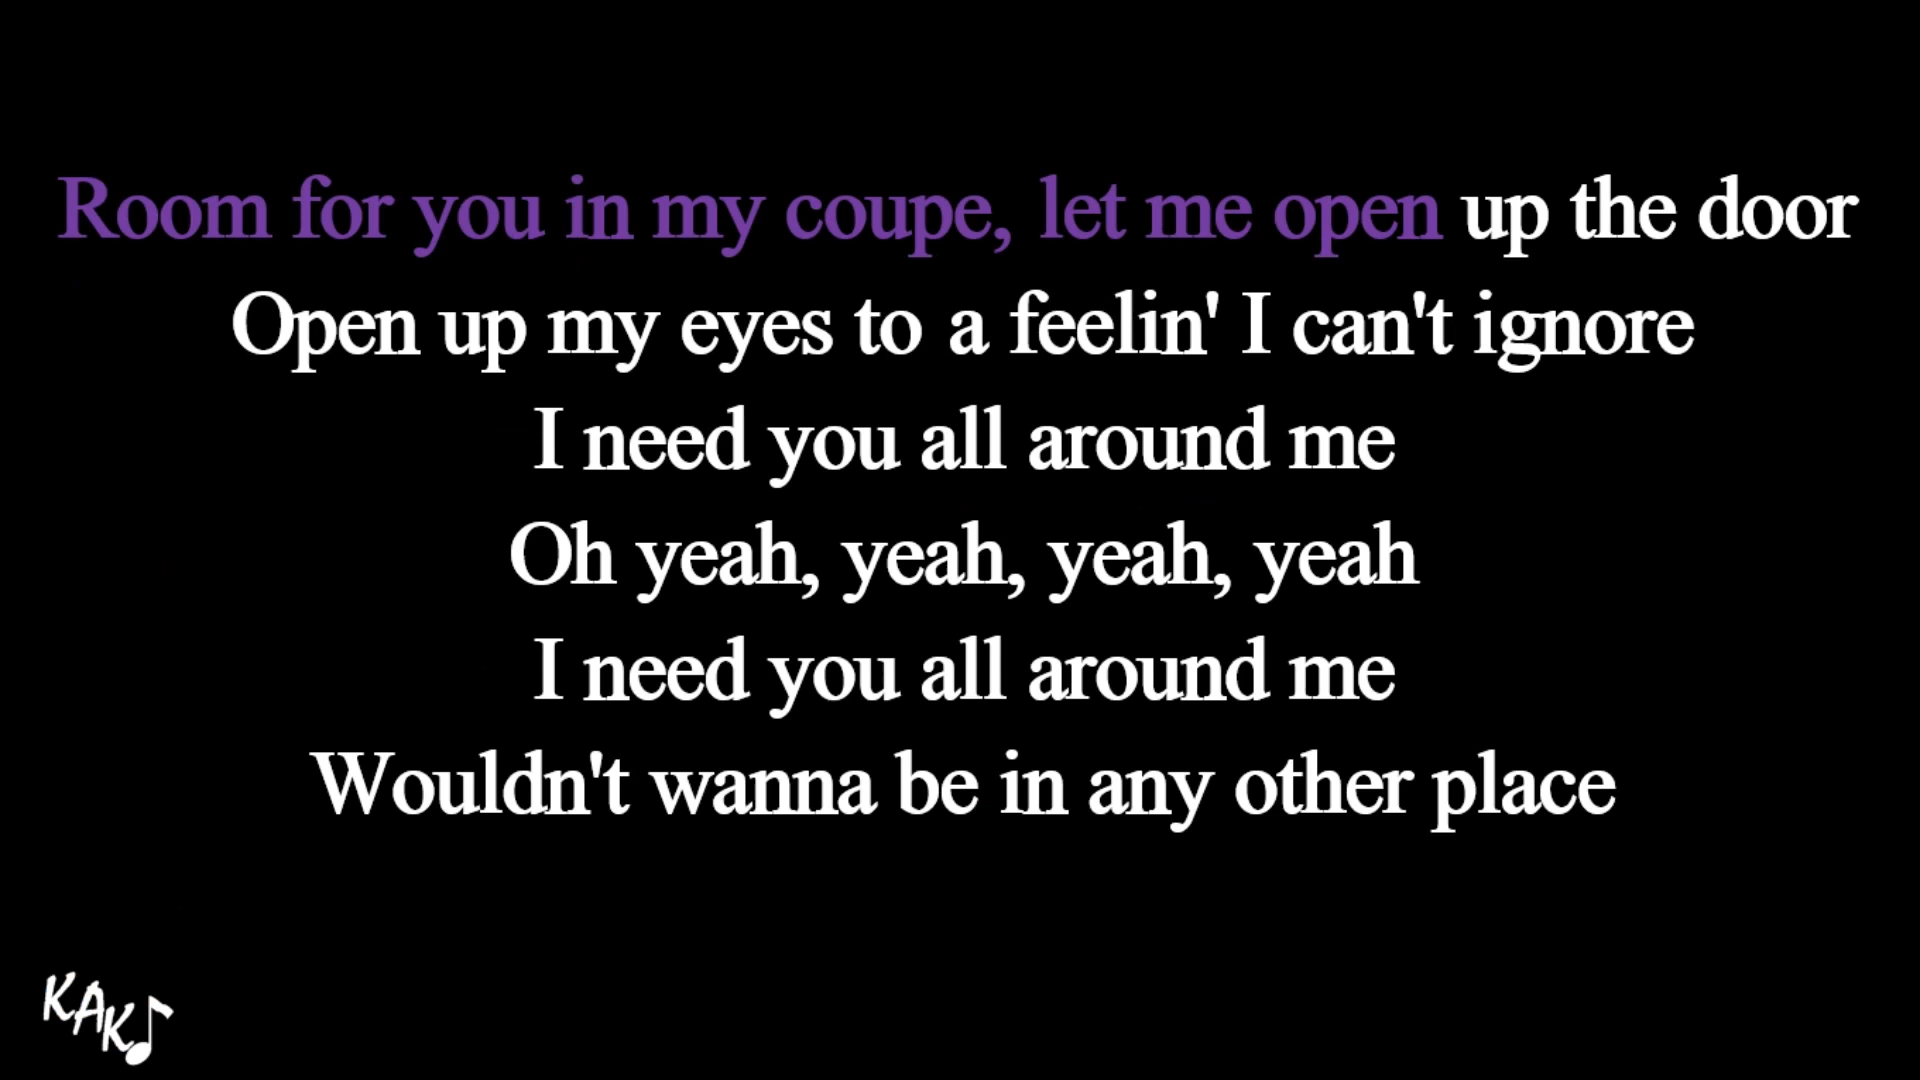 Room for you in my coupe, let me open up the door
Open up my eyes to a feelin' I can't ignore
I need you all around me
Oh yeah, yeah, yeah, yeah
I need you all around me
Wouldn't wanna be in any other place
KAK